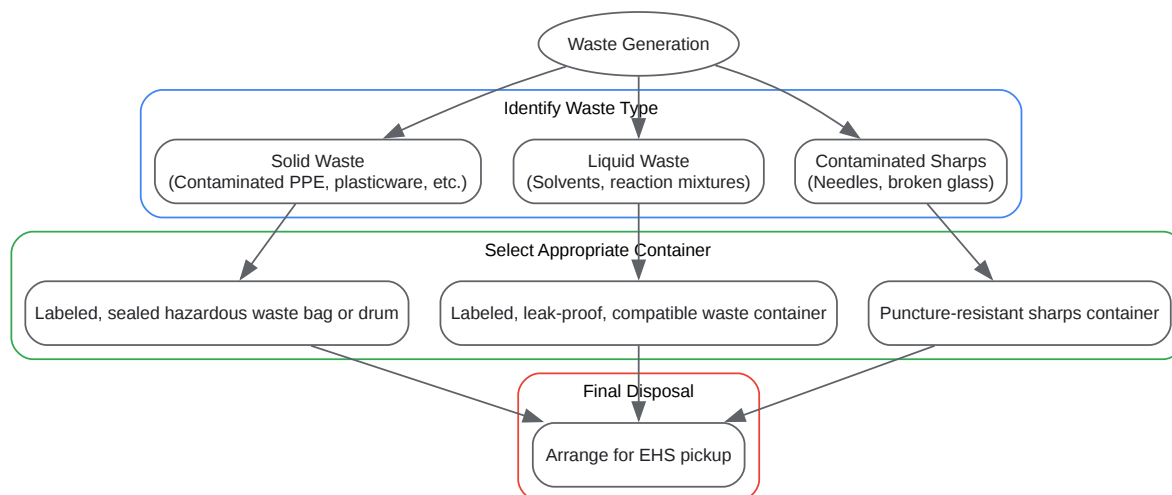 Waste Generation
Identify Waste Type
Solid Waste
(Contaminated PPE, plasticware, etc.)
Liquid Waste
(Solvents, reaction mixtures)
Contaminated Sharps
(Needles, broken glass)
Select Appropriate Container
Labeled, sealed hazardous waste bag or drum
Labeled, leak-proof, compatible waste container
Puncture-resistant sharps container
Final Disposal
Arrange for EHS pickup